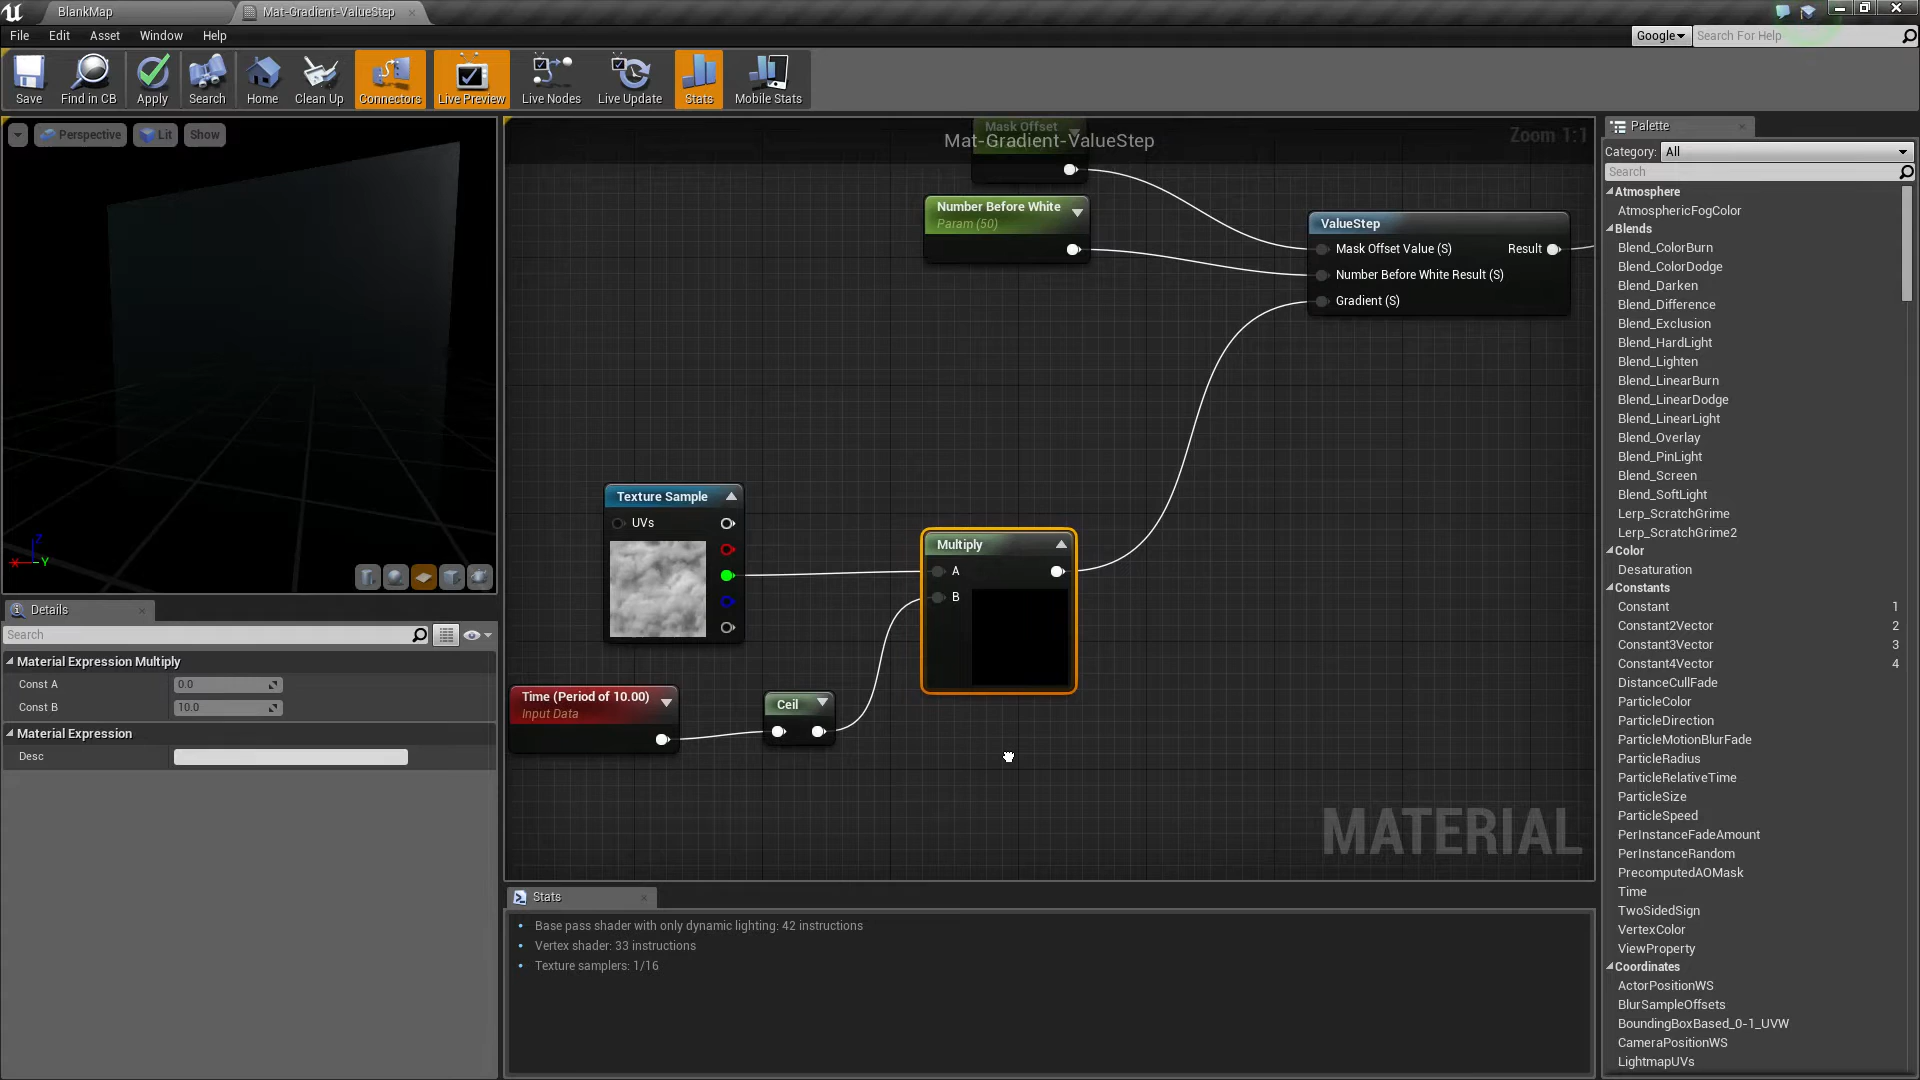 BlankMap
Mat-Gradient-ValueStep
File Edit Asset Window Help
Google
Search For Help
Save
Find in CB
Apply
Search
Home
Clean Up
Connectors
Live Preview
Live Nodes
Live Update
Stats
Mobile Stats
Perspective
Lit
Show
Z
X
Y
Details
Search
Material Expression Multiply
Const A 0.0
Const B 10.0
Material Expression
Desc
Mat-Gradient-ValueStep
Zoom 1:1
Mask Offset
Number Before White
Param (50)
ValueStep
Mask Offset Value (S) Result
Number Before White Result (S)
Gradient (S)
Texture Sample
UVs
Multiply
A
B
Time (Period of 10.00)
Input Data
Ceil
MATERIAL
Stats
• Base pass shader with only dynamic lighting: 42 instructions
• Vertex shader: 33 instructions
• Texture samplers: 1/16
Palette
Category: All
Search
Atmosphere
AtmosphericFogColor
Blends
Blend_ColorBurn
Blend_ColorDodge
Blend_Darken
Blend_Difference
Blend_Exclusion
Blend_HardLight
Blend_Lighten
Blend_LinearBurn
Blend_LinearDodge
Blend_LinearLight
Blend_Overlay
Blend_PinLight
Blend_Screen
Blend_SoftLight
Lerp_ScratchGrime
Lerp_ScratchGrime2
Color
Desaturation
Constants
Constant 1
Constant2Vector 2
Constant3Vector 3
Constant4Vector 4
DistanceCullFade
ParticleColor
ParticleDirection
ParticleMotionBlurFade
ParticleRadius
ParticleRelativeTime
ParticleSize
ParticleSpeed
PerInstanceFadeAmount
PerInstanceRandom
PrecomputedAOMask
Time
TwoSidedSign
VertexColor
ViewProperty
Coordinates
ActorPositionWS
BlurSampleOffsets
BoundingBoxBased_0-1_UVW
CameraPositionWS
LightmapUVs